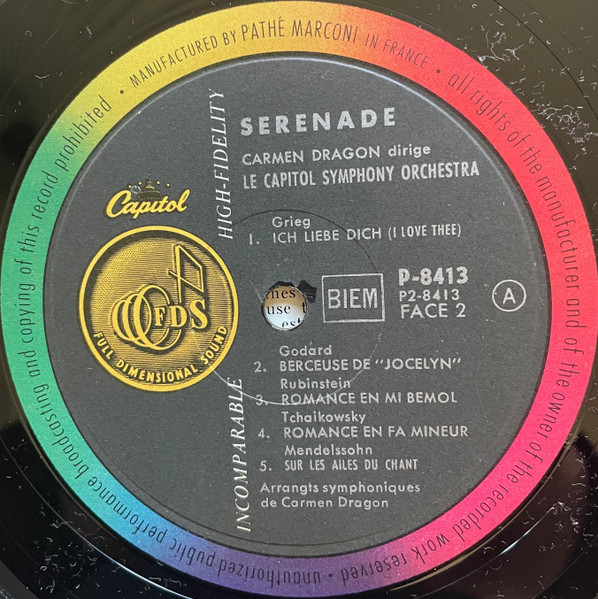 • MANUFACTURED BY PATHÉ MARCONI IN FRANCE •
all rights of the manufacturer and of the owner of the recorded work reserved •
unauthorized public performance broadcasting and copying of this record prohibited
HIGH-FIDELITY
SERENADE
CARMEN DRAGON dirige
LE CAPITOL SYMPHONY ORCHESTRA
Capitol
Grieg
1. ICH LIEBE DICH (I LOVE THEE)
FDS
FULL DIMENSIONAL SOUND
use
BIEM
P-8413
P2-8413
FACE 2
A
Godard
2. BERCEUSE DE "JOCELYN"
Rubinstein
3. ROMANCE EN MI BEMOL
Tchaikowsky
4. ROMANCE EN FA MINEUR
Mendelssohn
5. SUR LES AILES DU CHANT
INCOMPARABLE
Arrangts symphoniques
de Carmen Dragon